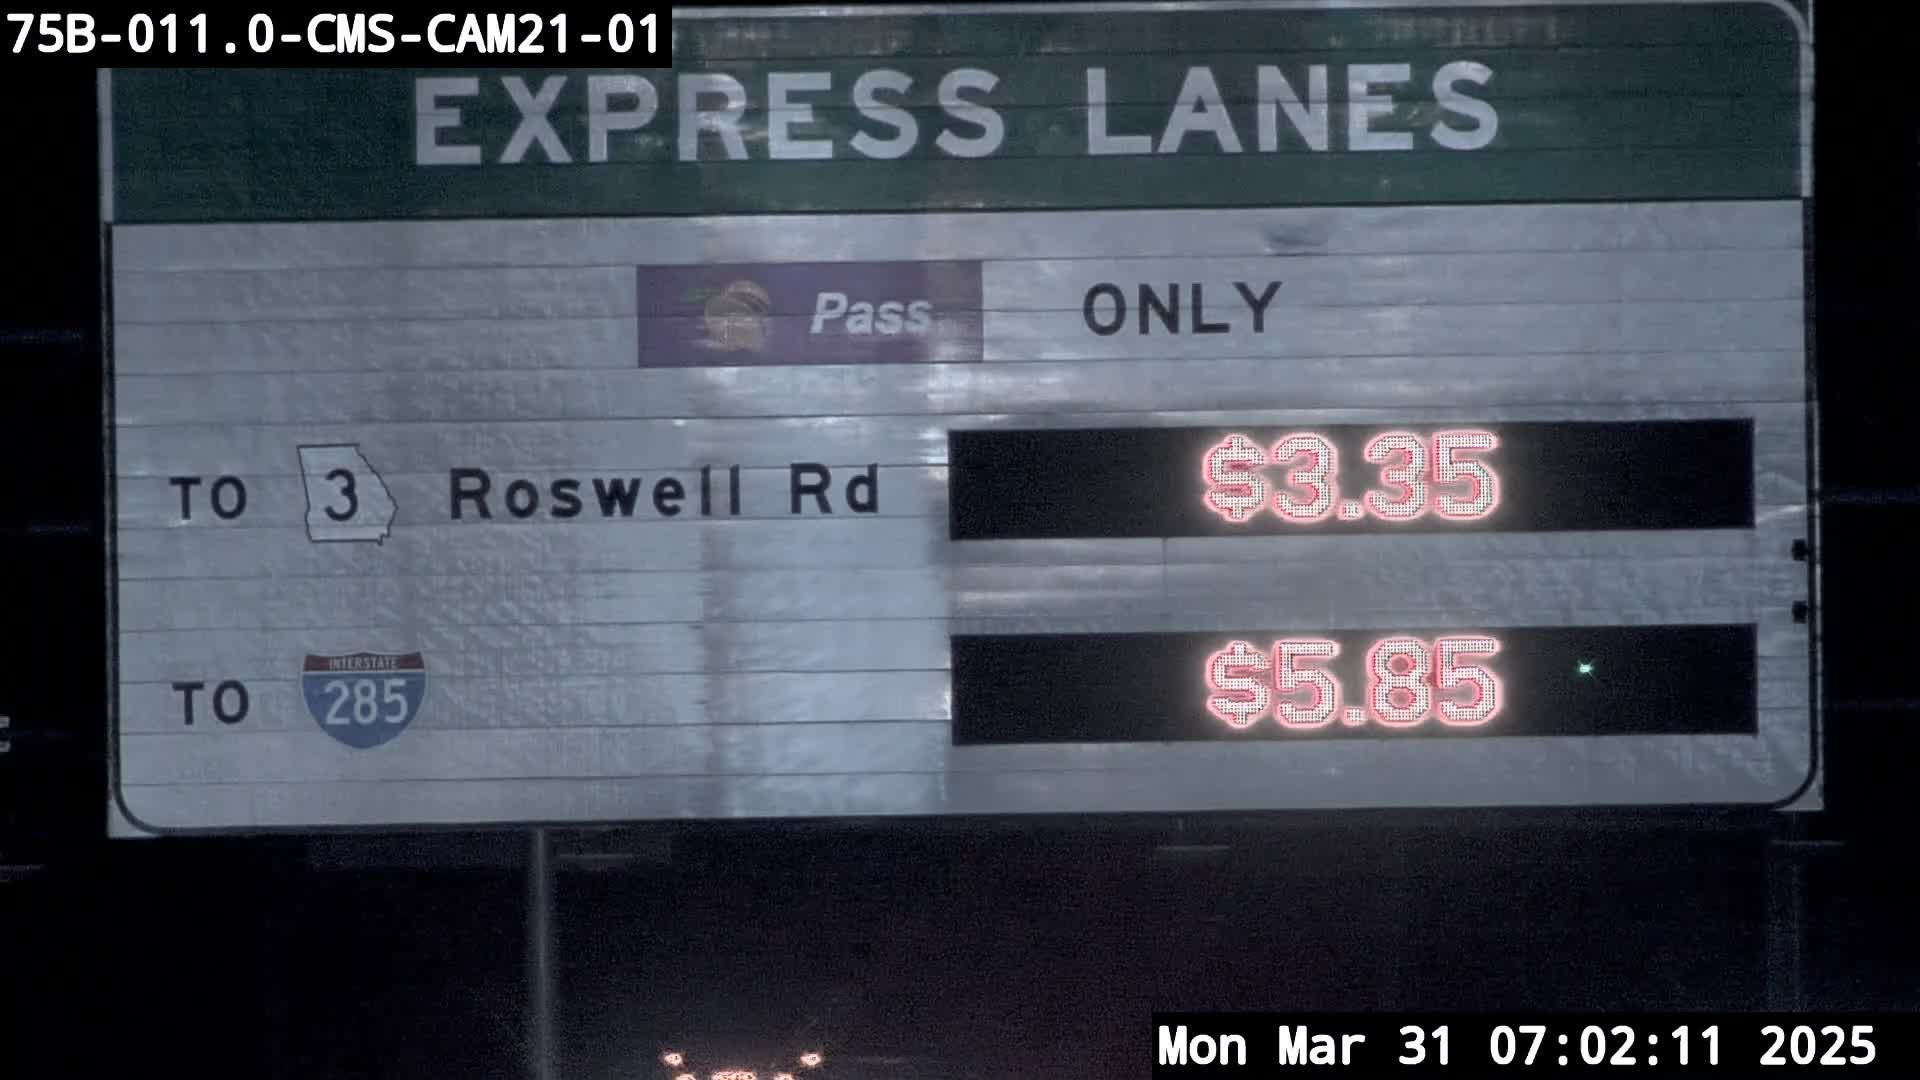 75B-011.0-CMS-CAM21-01
EXPRESS LANES
Pass ONLY
TO 3 Roswell Rd $3.35
TO INTERSTATE 285 $5.85
Mon Mar 31 07:02:11 2025